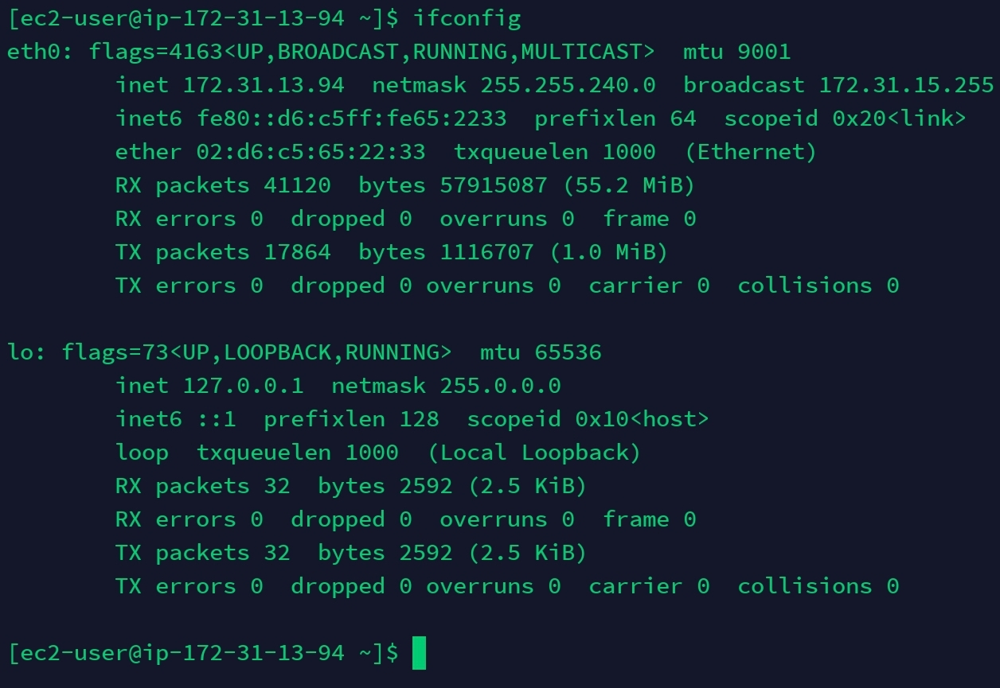 [ec2-user@ip-172-31-13-94 ~]$ ifconfig
eth0: flags=4163<UP,BROADCAST,RUNNING,MULTICAST>  mtu 9001
        inet 172.31.13.94  netmask 255.255.240.0  broadcast 172.31.15.255
        inet6 fe80::d6:c5ff:fe65:2233  prefixlen 64  scopeid 0x20<link>
        ether 02:d6:c5:65:22:33  txqueuelen 1000  (Ethernet)
        RX packets 41120  bytes 57915087 (55.2 MiB)
        RX errors 0  dropped 0  overruns 0  frame 0
        TX packets 17864  bytes 1116707 (1.0 MiB)
        TX errors 0  dropped 0 overruns 0  carrier 0  collisions 0

lo: flags=73<UP,LOOPBACK,RUNNING>  mtu 65536
        inet 127.0.0.1  netmask 255.0.0.0
        inet6 ::1  prefixlen 128  scopeid 0x10<host>
        loop  txqueuelen 1000  (Local Loopback)
        RX packets 32  bytes 2592 (2.5 KiB)
        RX errors 0  dropped 0  overruns 0  frame 0
        TX packets 32  bytes 2592 (2.5 KiB)
        TX errors 0  dropped 0 overruns 0  carrier 0  collisions 0

[ec2-user@ip-172-31-13-94 ~]$